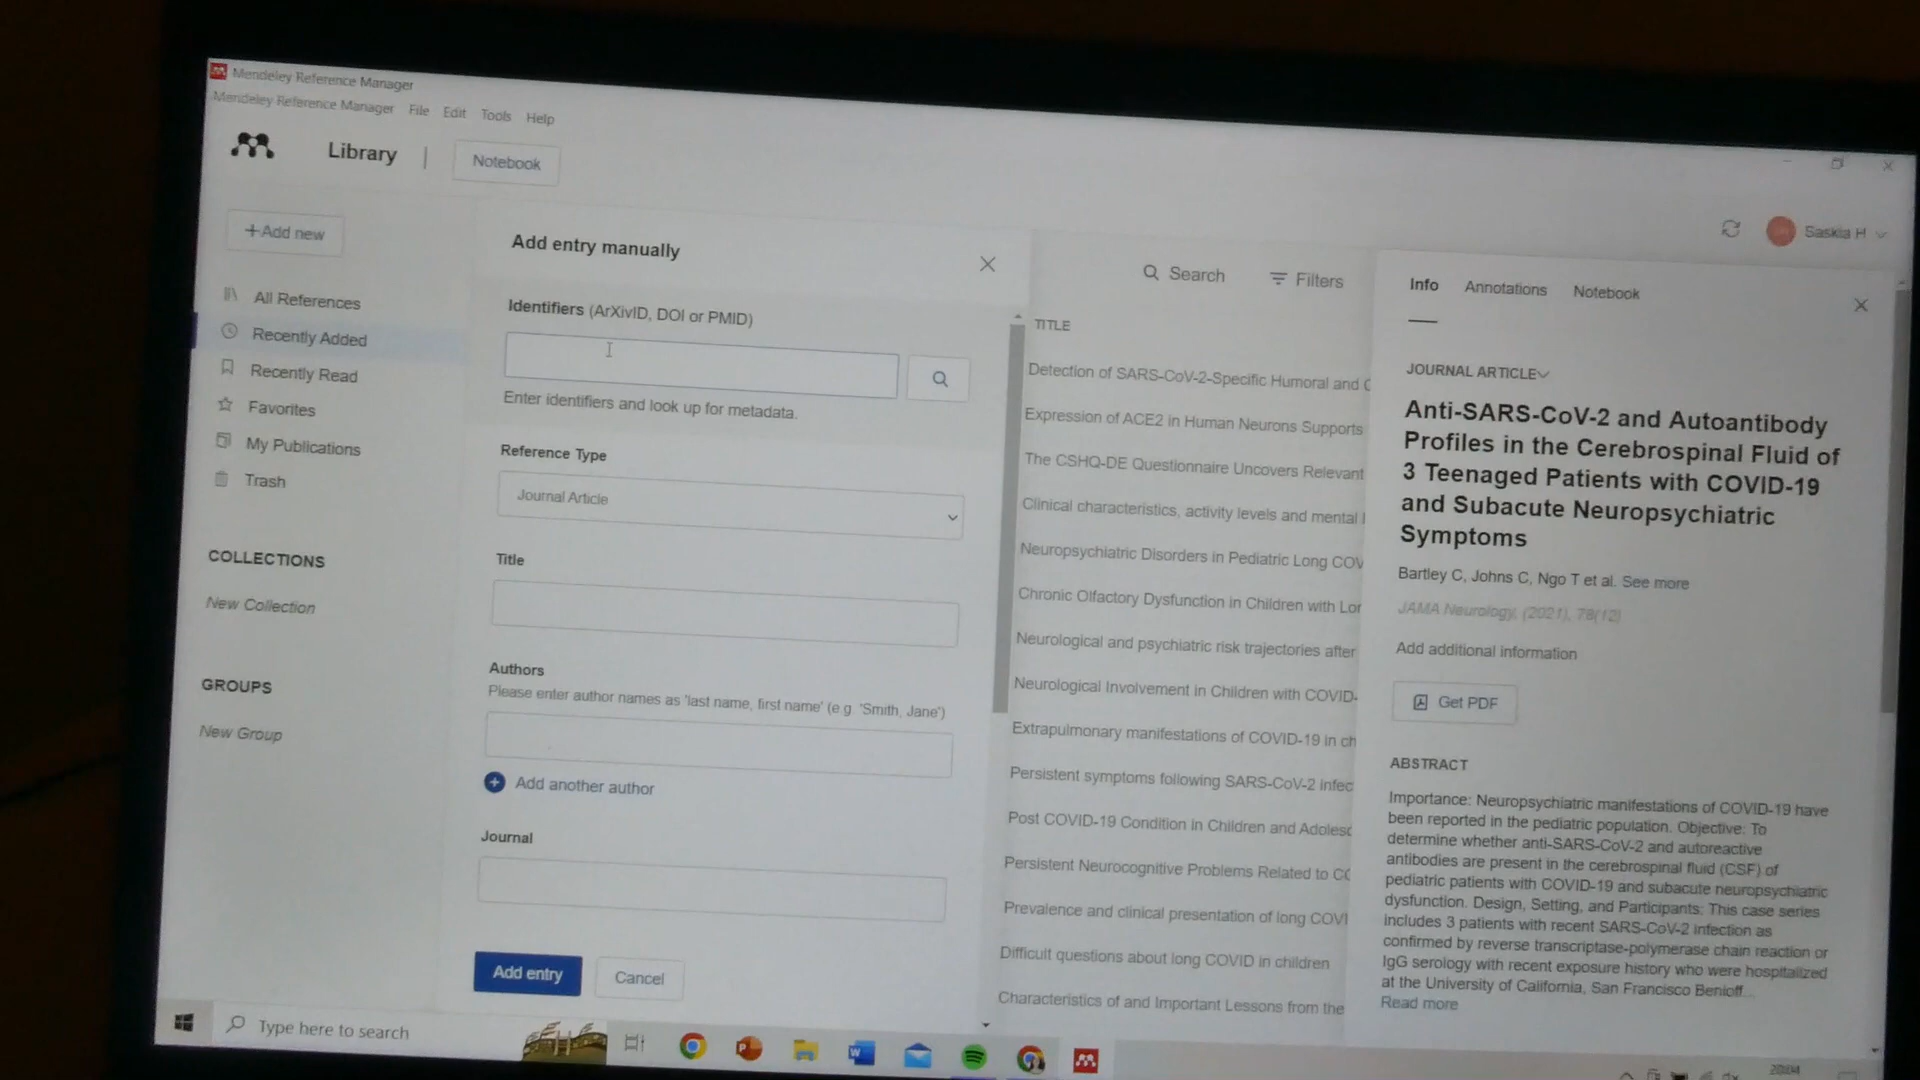 Mendeley Reference Manager
Mendeley Reference Manager File Edit Tools Help
Library | Notebook
+Add new
Saskia H
All References
Recently Added
Recently Read
Favorites
My Publications
Trash
COLLECTIONS
New Collection
GROUPS
New Group
Add entry manually
Identifiers (ArXivID, DOI or PMID)
Enter identifiers and look up for metadata.
Reference Type
Journal Article
Title
Authors
Please enter author names as 'last name, first name' (e.g. 'Smith, Jane')
Add another author
Journal
Add entry
Cancel
Search
Filters
TITLE
Detection of SARS-CoV-2-Specific Humoral and C
Expression of ACE2 in Human Neurons Supports
The CSHQ-DE Questionnaire Uncovers Relevant
Clinical characteristics, activity levels and mental
Neuropsychiatric Disorders in Pediatric Long COV
Chronic Olfactory Dysfunction in Children with Lor
Neurological and psychiatric risk trajectories after
Neurological Involvement in Children with COVID-
Extrapulmonary manifestations of COVID-19 in ch
Persistent symptoms following SARS-CoV-2 infec
Post COVID-19 Condition in Children and Adolesc
Persistent Neurocognitive Problems Related to CC
Prevalence and clinical presentation of long COVI
Difficult questions about long COVID in children
Characteristics of and Important Lessons from the
Info Annotations Notebook
JOURNAL ARTICLE
Anti-SARS-CoV-2 and Autoantibody
Profiles in the Cerebrospinal Fluid of
3 Teenaged Patients with COVID-19
and Subacute Neuropsychiatric
Symptoms
Bartley C, Johns C, Ngo T et al. See more
JAMA Neurology, (2021), 78(12)
Add additional information
Get PDF
ABSTRACT
Importance: Neuropsychiatric manifestations of COVID-19 have
been reported in the pediatric population. Objective: To
determine whether anti-SARS-CoV-2 and autoreactive
antibodies are present in the cerebrospinal fluid (CSF) of
pediatric patients with COVID-19 and subacute neuropsychiatric
dysfunction. Design, Setting, and Participants: This case series
includes 3 patients with recent SARS-CoV-2 infection as
confirmed by reverse transcriptase-polymerase chain reaction or
IgG serology with recent exposure history who were hospitalized
at the University of California, San Francisco Benioff...
Read more
Type here to search
20:04